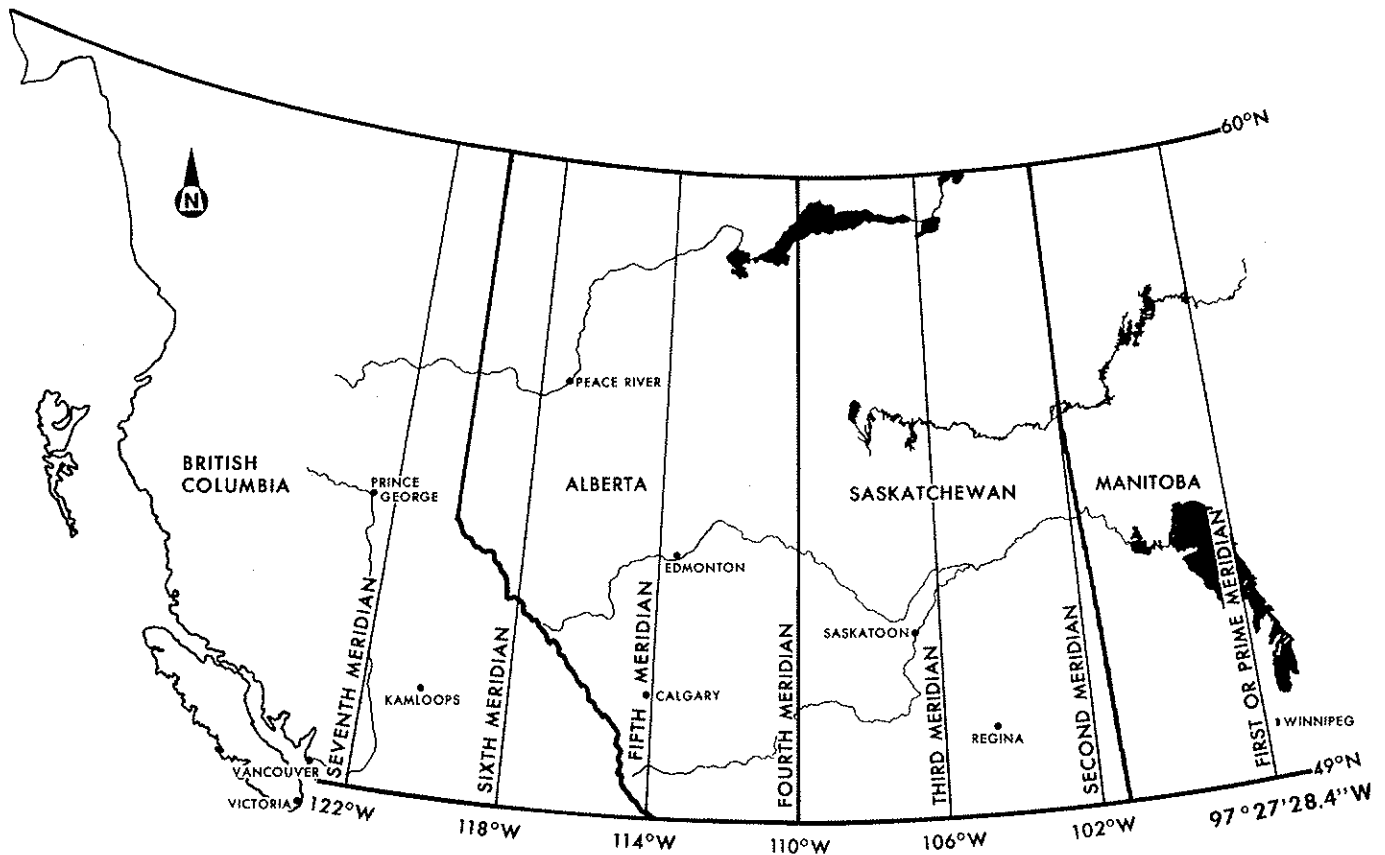 60°N
N
PEACE RIVER
BRITISH
COLUMBIA
PRINCE
GEORGE
ALBERTA
SASKATCHEWAN
MANITOBA
EDMONTON
SASKATOON
KAMLOOPS
CALGARY
REGINA
WINNIPEG
VANCOUVER
VICTORIA
SEVENTH MERIDIAN
SIXTH MERIDIAN
FIFTH MERIDIAN
FOURTH MERIDIAN
THIRD MERIDIAN
SECOND MERIDIAN
FIRST OR PRIME MERIDIAN
49°N
122°W
118°W
114°W
110°W
106°W
102°W
97°27'28.4"W